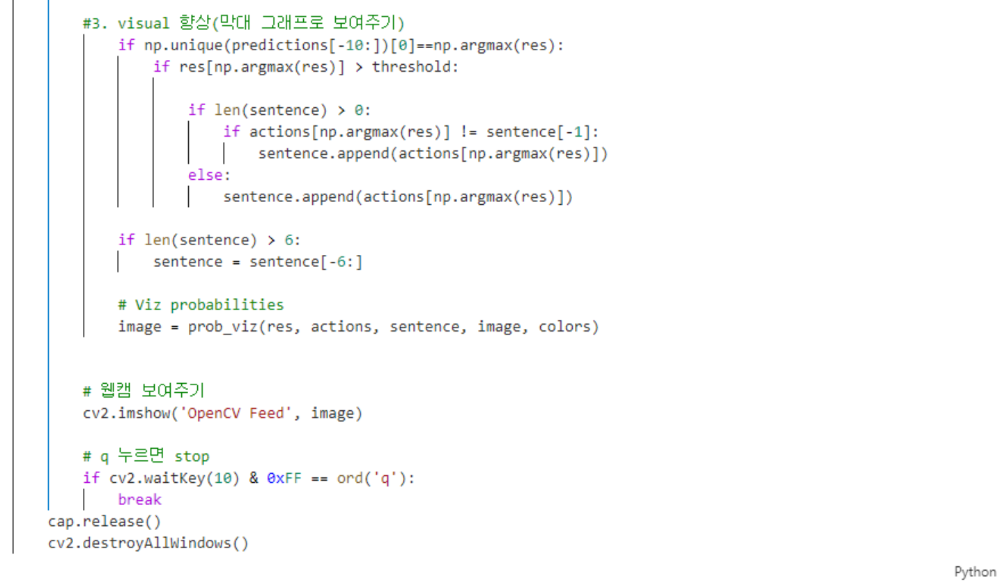 #3. visual 향상(막대 그래프로 보여주기)
if np.unique(predictions[-10:])[0]==np.argmax(res):
if res[np.argmax(res)] > threshold:
if len(sentence) > 0:
if actions[np.argmax(res)] != sentence[-1]:
sentence.append(actions[np.argmax(res)])
else:
sentence.append(actions[np.argmax(res)])
if len(sentence) > 6:
sentence = sentence[-6:]
# Viz probabilities
image = prob_viz(res, actions, sentence, image, colors)
# 웹캠 보여주기
cv2.imshow('OpenCV Feed', image)
# q 누르면 stop
if cv2.waitKey(10) & 0xFF == ord('q'):
break
cap.release()
cv2.destroyAllWindows()
Python